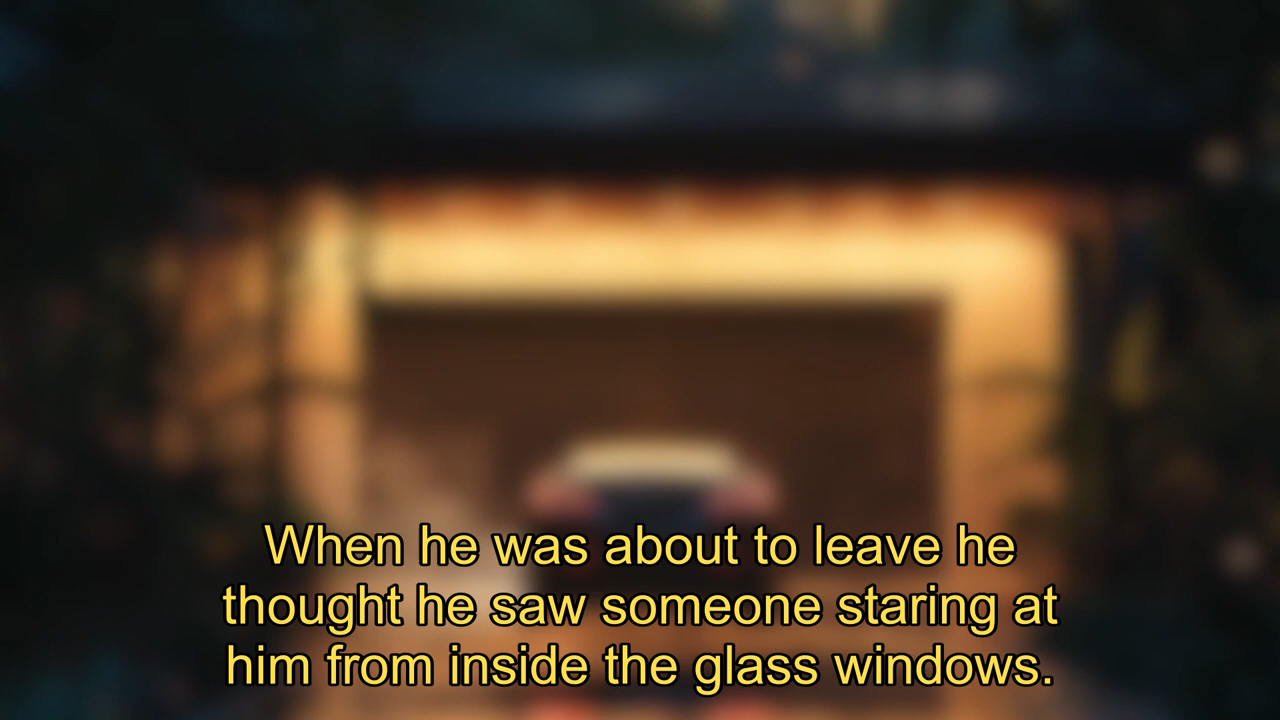 When he was about to leave he
thought he saw someone staring at
him from inside the glass windows.